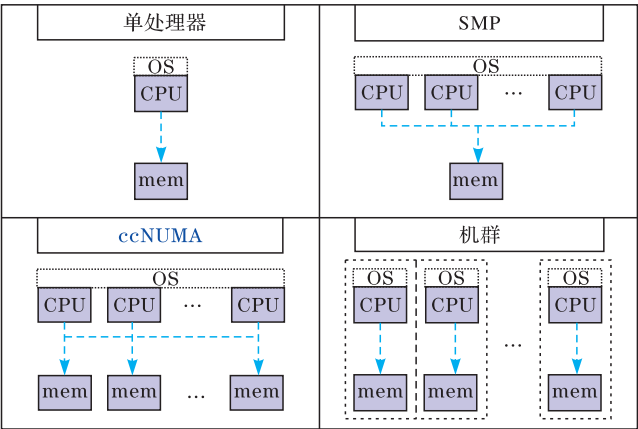 单处理器
OS
CPU
mem
SMP
OS
CPU CPU ... CPU
mem
ccNUMA
OS
CPU CPU ... CPU
mem mem ... mem
机群
OS OS OS
CPU CPU CPU
...
mem mem mem